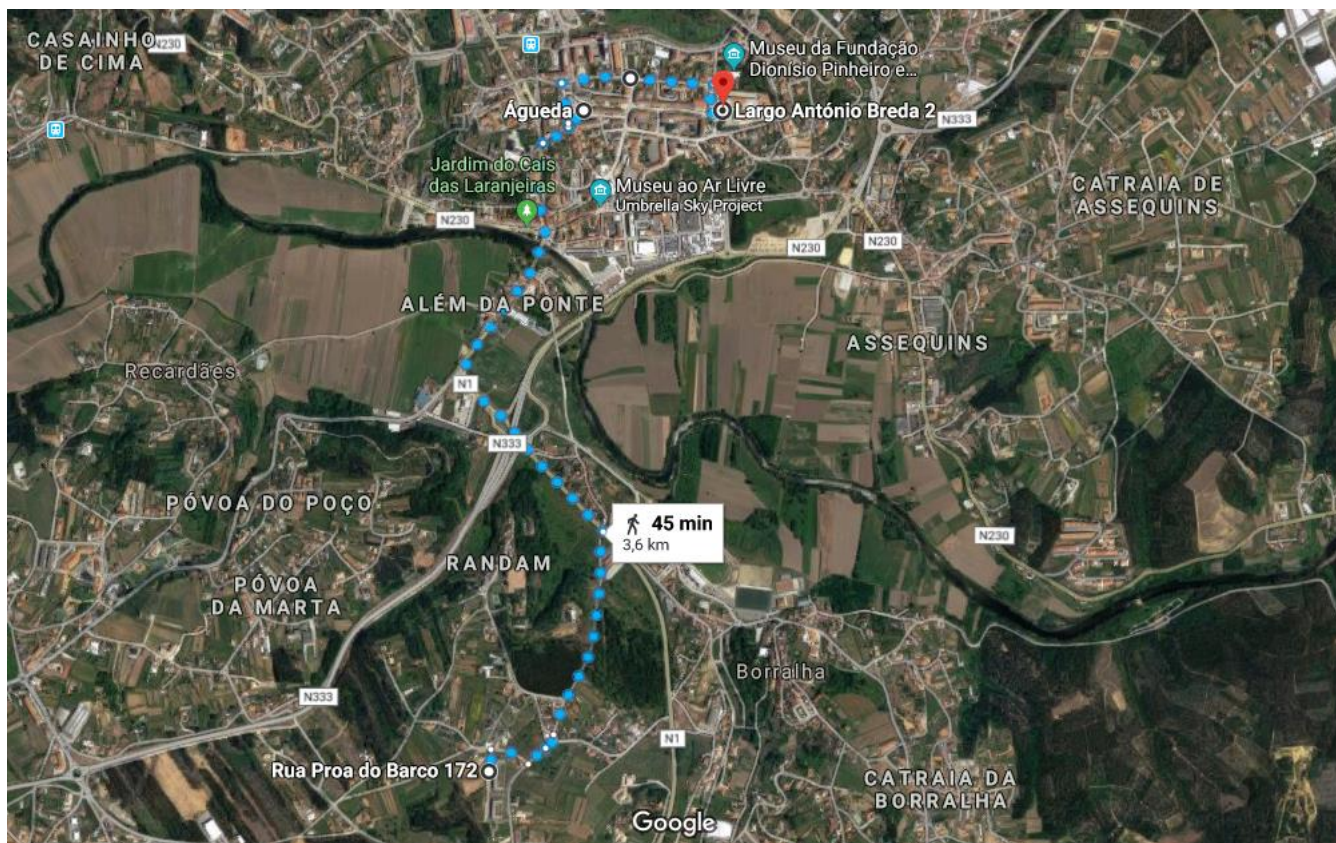 CASAINHO
DE CIMA
N230
Museu da Fundação
Dionísio Pinheiro e...
Águeda
Largo António Breda 2
N333
Jardim do Cais
das Laranjeiras
Museu ao Ar Livre
Umbrella Sky Project
CATRAIA DE
ASSEQUINS
N230
N230
N230
ALÉM DA PONTE
ASSEQUINS
Recardães
N1
N333
PÓVOA DO POÇO
45 min
3,6 km
N230
RANDAM
PÓVOA
DA MARTA
Borralha
N333
N1
Rua Proa do Barco 172
CATRAIA DA
BORRALHA
Google